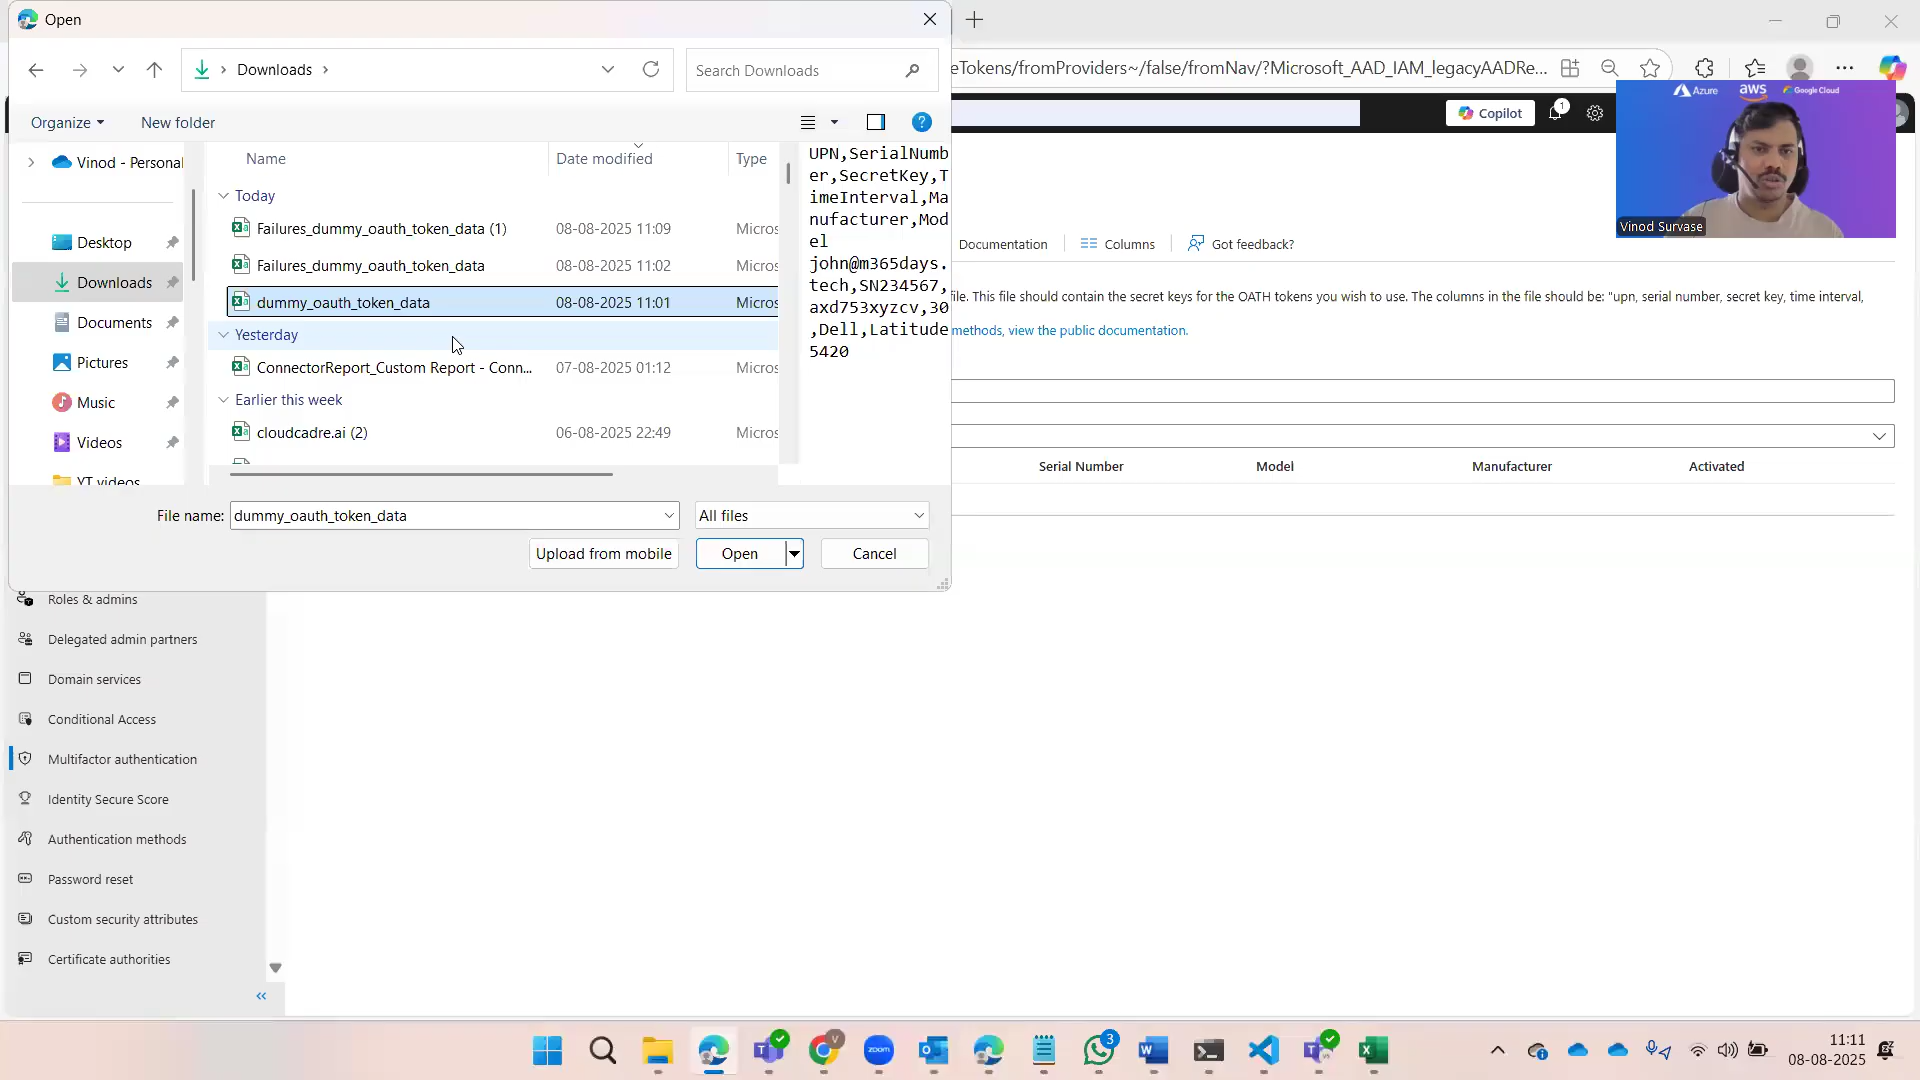 Open
Downloads
Search Downloads
eTokens/fromProviders~/false/fromNav/?Microsoft_AAD_IAM_legacyAADRe...
Organize
New folder
Copilot
1
Azure
aws
Google Cloud
Vinod Survase
Vinod - Personal
Desktop
Downloads
Documents
Pictures
Music
Videos
YT videos
Name
Date modified
Type
Today
Failures_dummy_oauth_token_data (1)
08-08-2025 11:09
Micros
Failures_dummy_oauth_token_data
08-08-2025 11:02
Micros
dummy_oauth_token_data
08-08-2025 11:01
Micros
Yesterday
ConnectorReport_Custom Report - Conn...
07-08-2025 01:12
Micros
Earlier this week
cloudcadre.ai (2)
06-08-2025 22:49
Micros
UPN,SerialNumb
er,SecretKey,T
imeInterval,Ma
nufacturer,Mod
el
john@m365days.
tech,SN234567,
axd753xyzcv,30
,Dell,Latitude
5420
File name:
dummy_oauth_token_data
All files
Upload from mobile
Open
Cancel
Documentation
Columns
Got feedback?
file. This file should contain the secret keys for the OATH tokens you wish to use. The columns in the file should be: "upn, serial number, secret key, time interval,
methods, view the public documentation.
Serial Number
Model
Manufacturer
Activated
Roles & admins
Delegated admin partners
Domain services
Conditional Access
Multifactor authentication
Identity Secure Score
Authentication methods
Password reset
Custom security attributes
Certificate authorities
zoom
3
11:11
08-08-2025